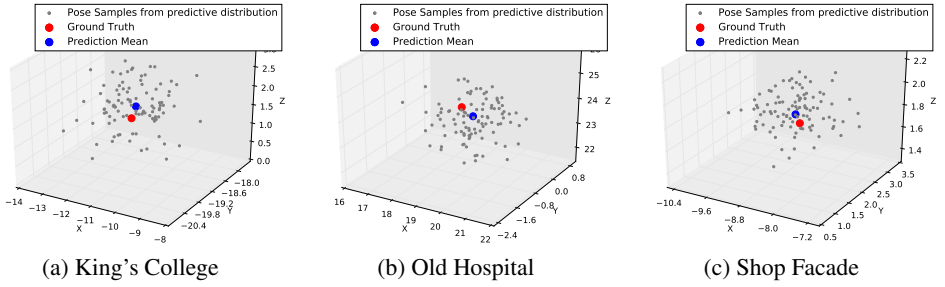 Pose Samples from predictive distribution
Ground Truth
Prediction Mean
2.5
2.0
1.5
1.0
0.5
0.0
Z
−14
−13
−12
−11
−10
−9
−8
X
−20.4
−19.8
−19.2
−18.6
−18.0
Y
(a) King's College
Pose Samples from predictive distribution
Ground Truth
Prediction Mean
25
24
23
22
Z
16
17
18
19
20
21
22
X
−2.4
−1.6
−0.8
0.0
0.8
Y
(b) Old Hospital
Pose Samples from predictive distribution
Ground Truth
Prediction Mean
2.2
2.0
1.8
1.6
1.4
Z
−10.4
−9.6
−8.8
−8.0
−7.2
X
0.5
1.0
1.5
2.0
2.5
3.0
3.5
Y
(c) Shop Facade